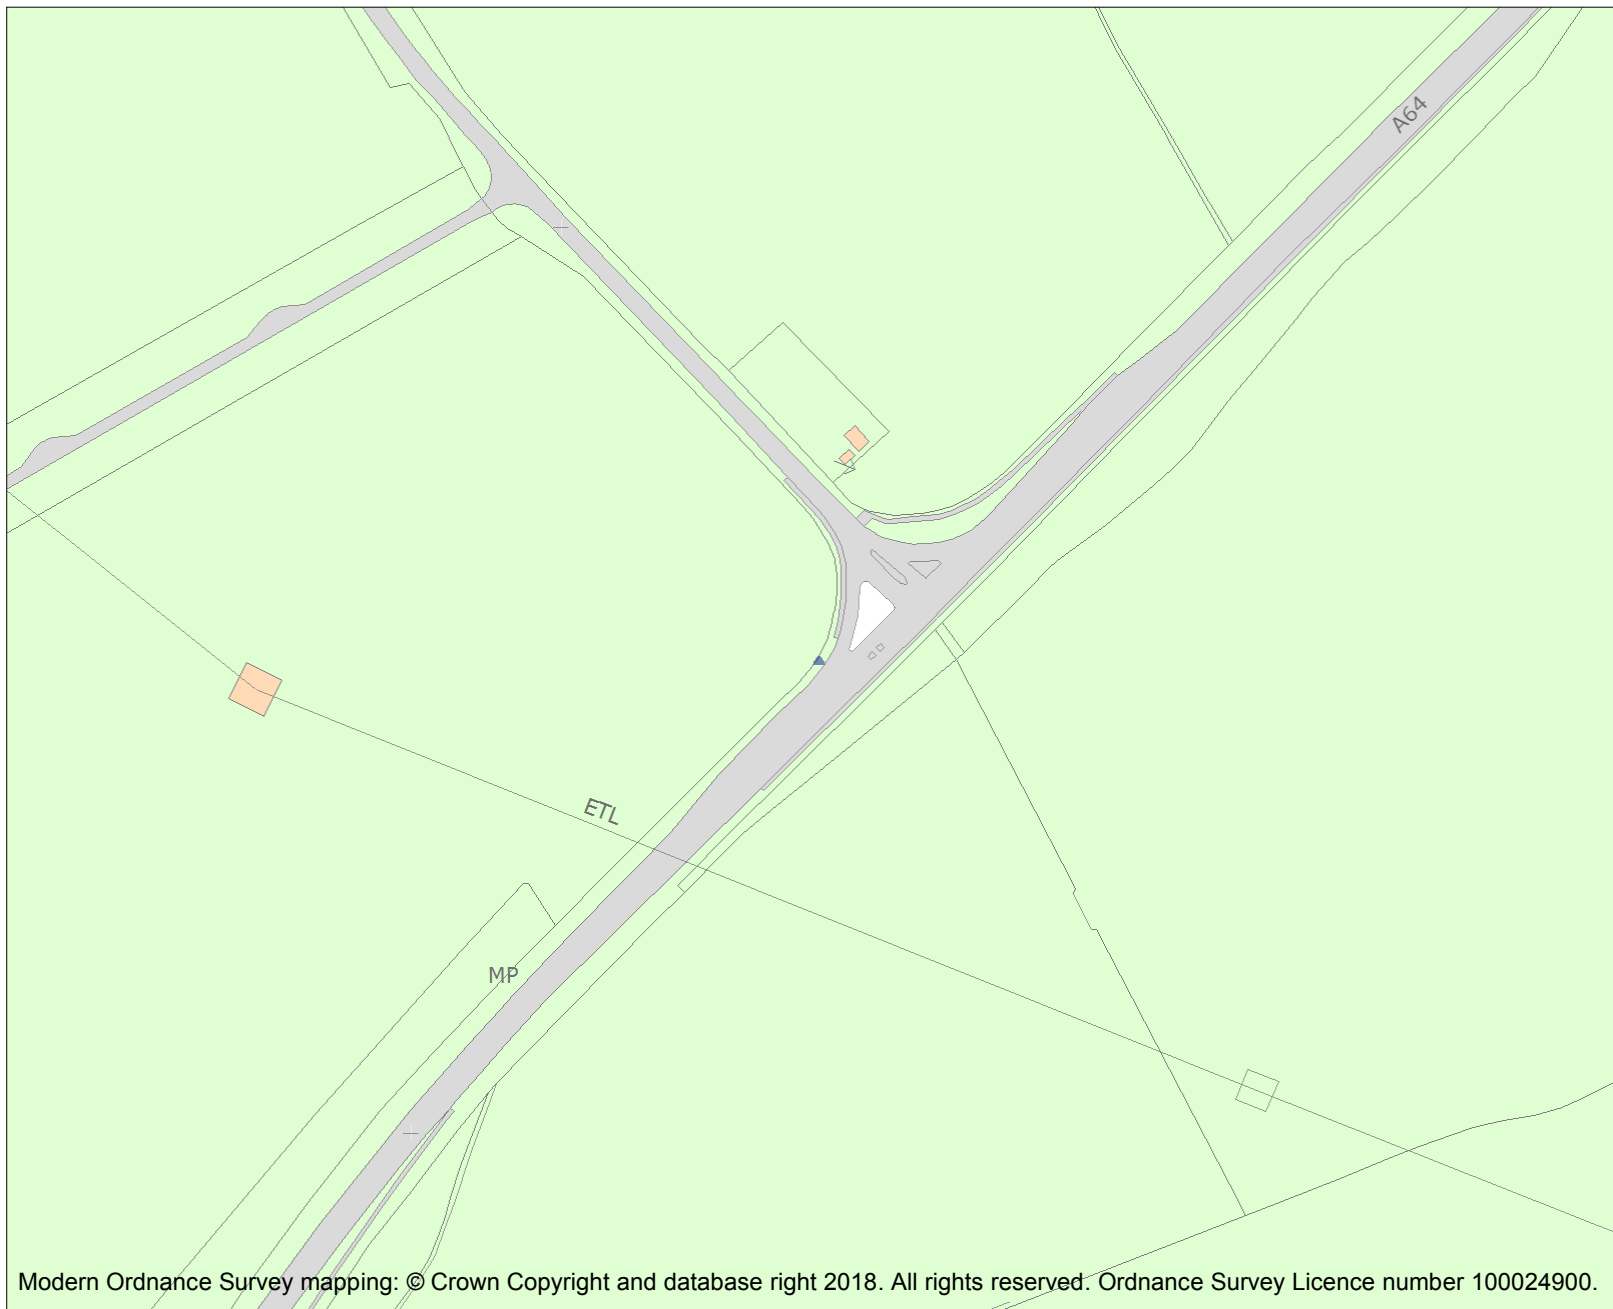 A64
ETL
MP
Modern Ordnance Survey mapping: © Crown Copyright and database right 2018. All rights reserved. Ordnance Survey Licence number 100024900.